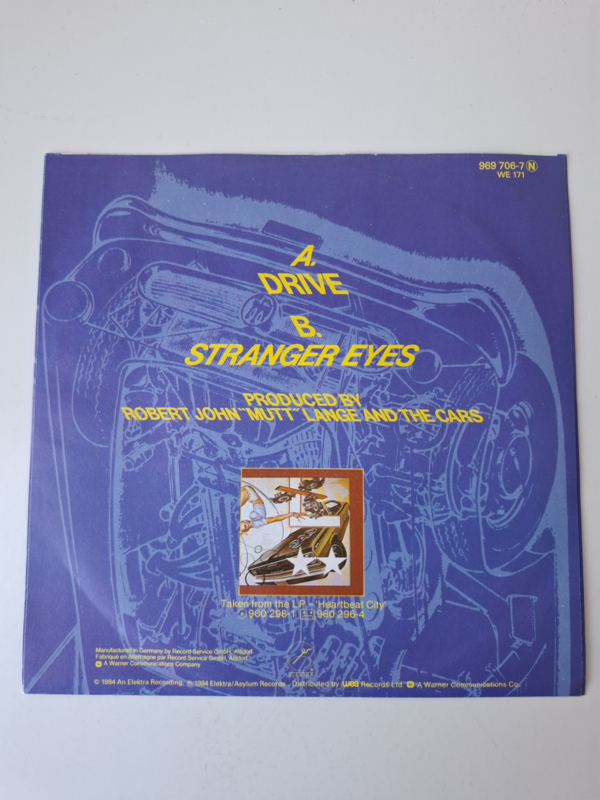 969 706-7 N
WE 171
A.
DRIVE
B.
STRANGER EYES
PRODUCED BY
ROBERT JOHN "MUTT" LANGE AND THE CARS
Taken from the LP - 'Heartbeat City'
960 296-1 960 296-4
Manufactured in Germany by Record Service GmbH, Alsdorf
Fabriqué en Allemagne par Record Service GmbH, Alsdorf
A Warner Communications Company
℗ 1984 An Elektra Recording. © 1984 Elektra/Asylum Records. Distributed by wea Records Ltd. A Warner Communications Co.